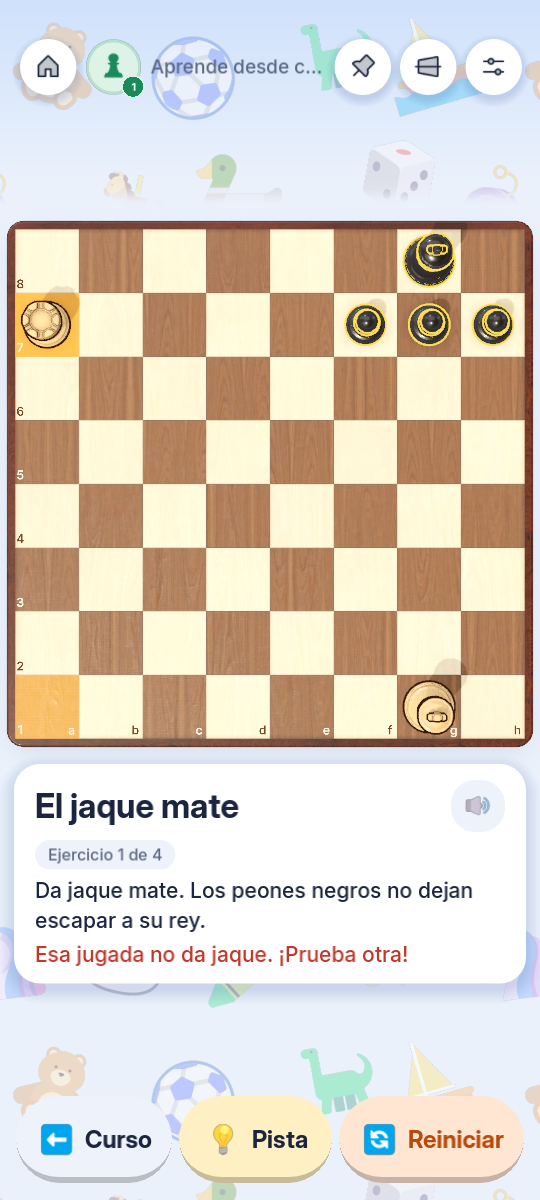 Aprende desde c...
1
8
7
6
5
4
3
2
1 a b c d e f g h
El jaque mate
Ejercicio 1 de 4
Da jaque mate. Los peones negros no dejan
escapar a su rey.
Esa jugada no da jaque. ¡Prueba otra!
Curso
Pista
Reiniciar